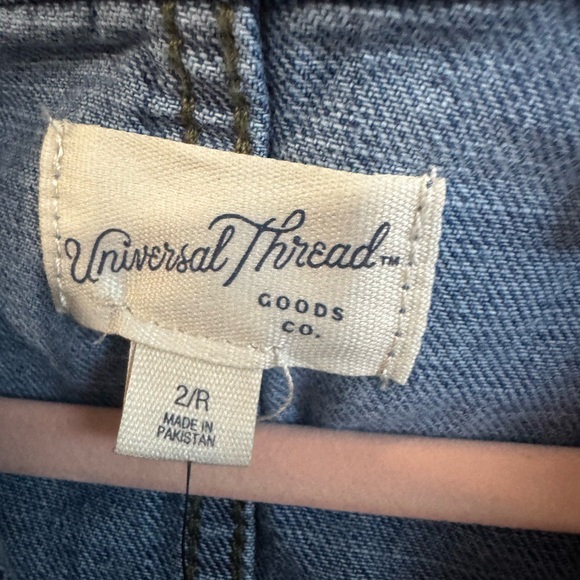 Universal Thread™
GOODS
CO.
2/R
MADE IN
PAKISTAN